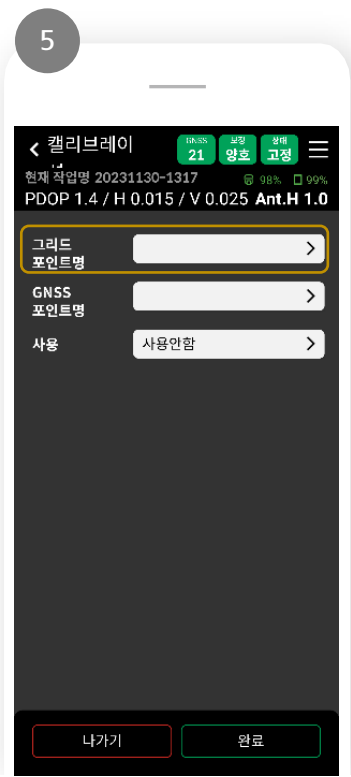 5
캘리브레이
GNSS
21
보정
양호
상태
고정
현재 작업명 20231130-1317
98%
99%
PDOP 1.4 / H 0.015 / V 0.025 Ant.H 1.0
그리드
포인트명
GNSS
포인트명
사용
사용안함
나가기
완료